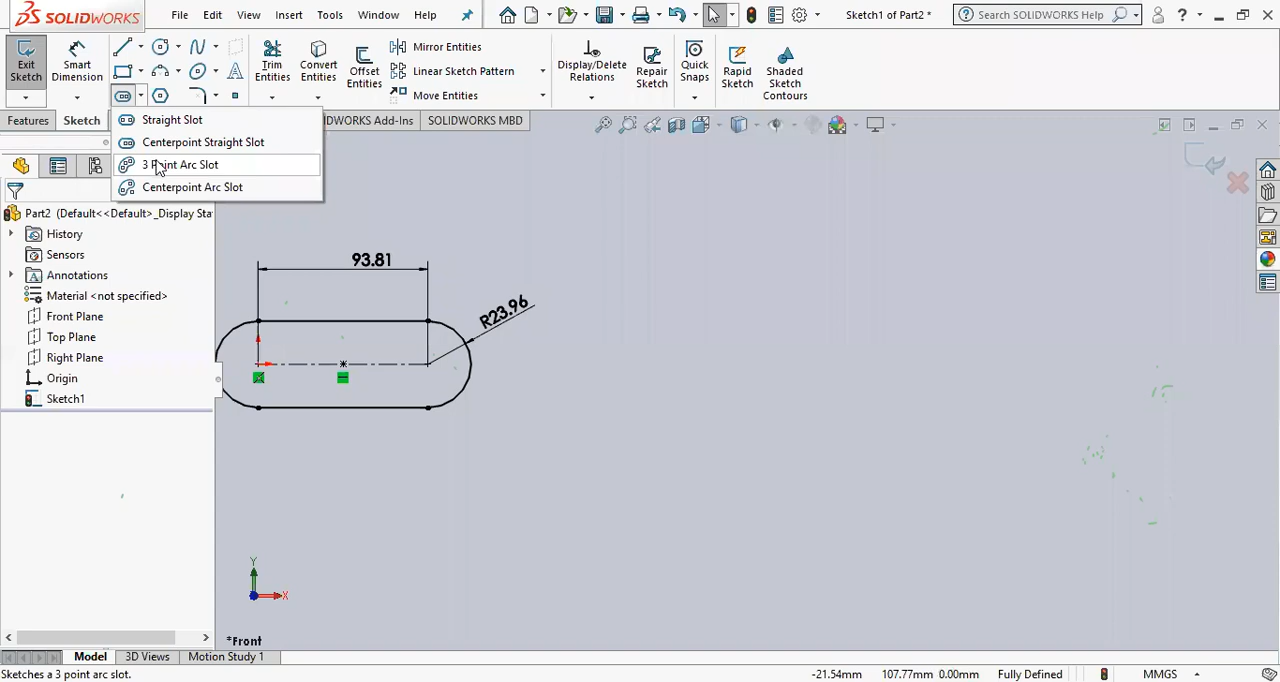 SOLIDWORKS File Edit View Insert Tools Window Help Sketch1 of Part2 * Search SOLIDWORKS Help ?
Exit Sketch
Smart Dimension
Trim Entities
Convert Entities
Offset Entities
Mirror Entities
Linear Sketch Pattern
Move Entities
Display/Delete Relations
Repair Sketch
Quick Snaps
Rapid Sketch
Shaded Sketch Contours
Features Sketch SOLIDWORKS Add-Ins SOLIDWORKS MBD
Straight Slot
Centerpoint Straight Slot
3 Point Arc Slot
Centerpoint Arc Slot
Part2 (Default<<Default>_Display Sta
History
Sensors
Annotations
Material <not specified>
Front Plane
Top Plane
Right Plane
Origin
Sketch1
93.81
R23.96
Y
X
*Front
Model 3D Views Motion Study 1
Sketches a 3 point arc slot. -21.54mm 107.77mm 0.00mm Fully Defined MMGS